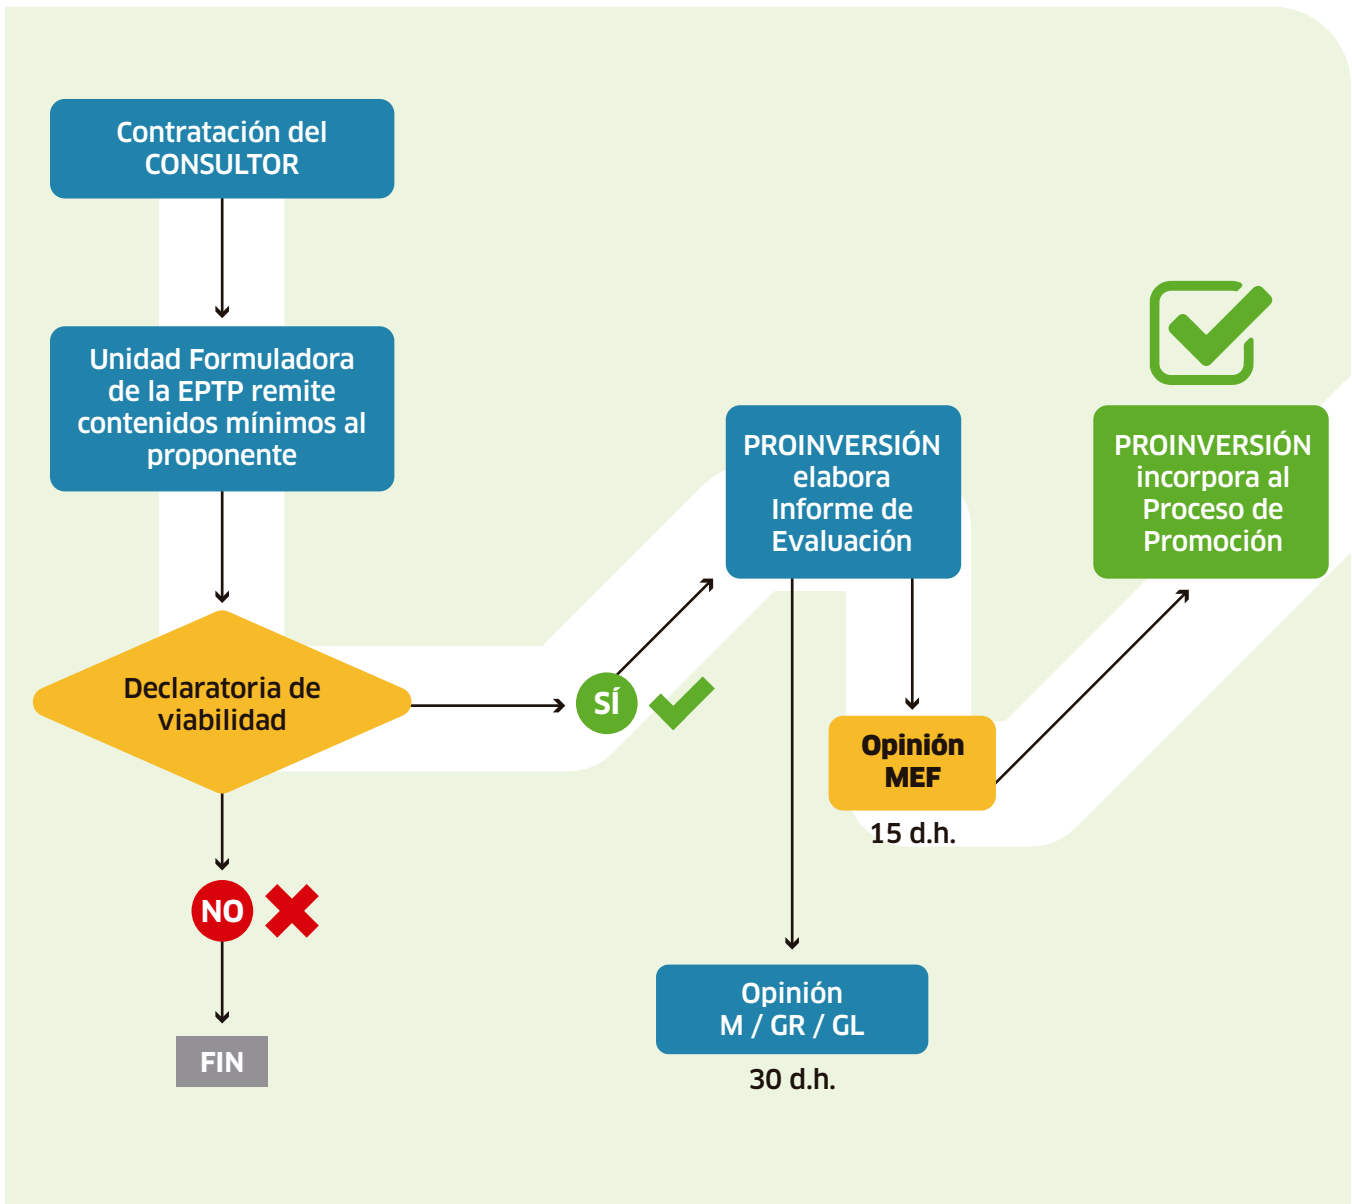 Contratación del
CONSULTOR
Unidad Formuladora
de la EPTP remite
contenidos mínimos al
proponente
Declaratoria de
viabilidad
SÍ
NO
FIN
PROINVERSIÓN
elabora
Informe de
Evaluación
Opinión
MEF
15 d.h.
Opinión
M / GR / GL
30 d.h.
PROINVERSIÓN
incorpora al
Proceso de
Promoción